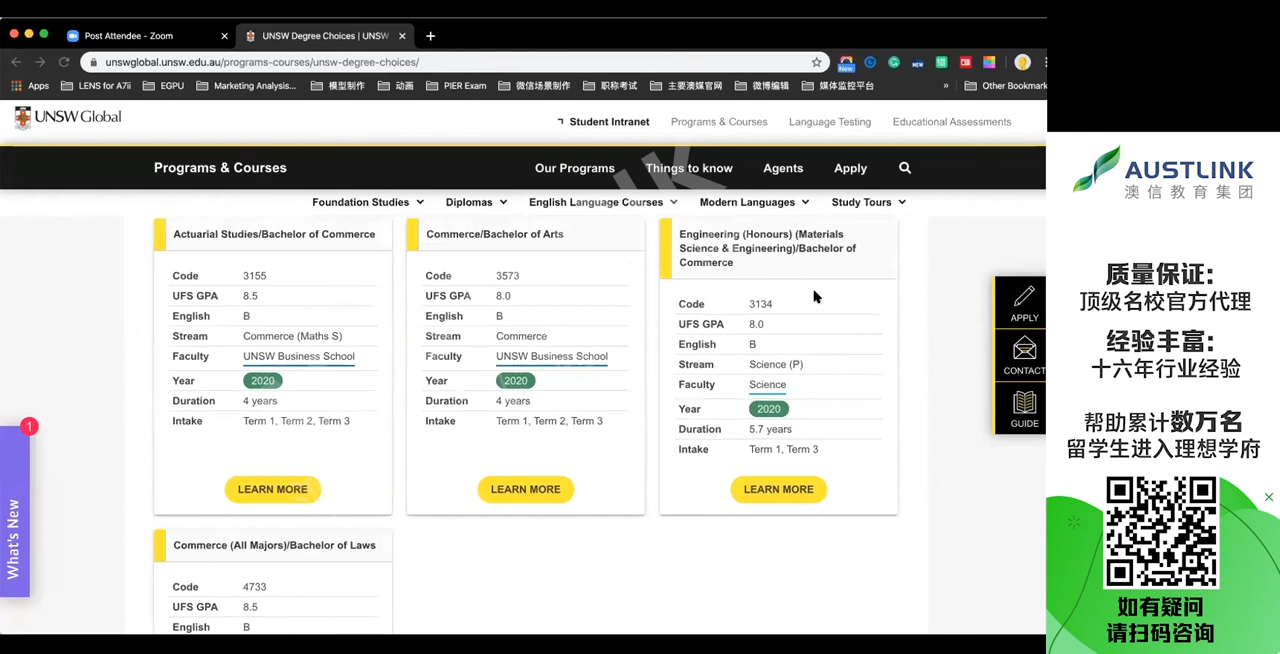 Post Attendee - Zoom
UNSW Degree Choices | UNSW
unswglobal.unsw.edu.au/programs-courses/unsw-degree-choices/
New
NEW
Apps
LENS for A7ii
EGPU
Marketing Analysis...
模型制作
动画
PIER Exam
微信场景制作
职称考试
主要澳媒官网
微博编辑
媒体监控平台
»
Other Bookmark
UNSW Global
Student Intranet
Programs & Courses
Language Testing
Educational Assessments
Programs & Courses
Our Programs
Things to know
Agents
Apply
Foundation Studies
Diplomas
English Language Courses
Modern Languages
Study Tours
Actuarial Studies/Bachelor of Commerce
Code 3155
UFS GPA 8.5
English B
Stream Commerce (Maths S)
Faculty UNSW Business School
Year 2020
Duration 4 years
Intake Term 1, Term 2, Term 3
LEARN MORE
Commerce/Bachelor of Arts
Code 3573
UFS GPA 8.0
English B
Stream Commerce
Faculty UNSW Business School
Year 2020
Duration 4 years
Intake Term 1, Term 2, Term 3
LEARN MORE
Engineering (Honours) (Materials
Science & Engineering)/Bachelor of
Commerce
Code 3134
UFS GPA 8.0
English B
Stream Science (P)
Faculty Science
Year 2020
Duration 5.7 years
Intake Term 1, Term 3
LEARN MORE
Commerce (All Majors)/Bachelor of Laws
Code 4733
UFS GPA 8.5
English B
What's New
1
APPLY
CONTACT
GUIDE
AUSTLINK
澳信教育集团
质量保证:
顶级名校官方代理
经验丰富:
十六年行业经验
帮助累计数万名
留学生进入理想学府
如有疑问
请扫码咨询